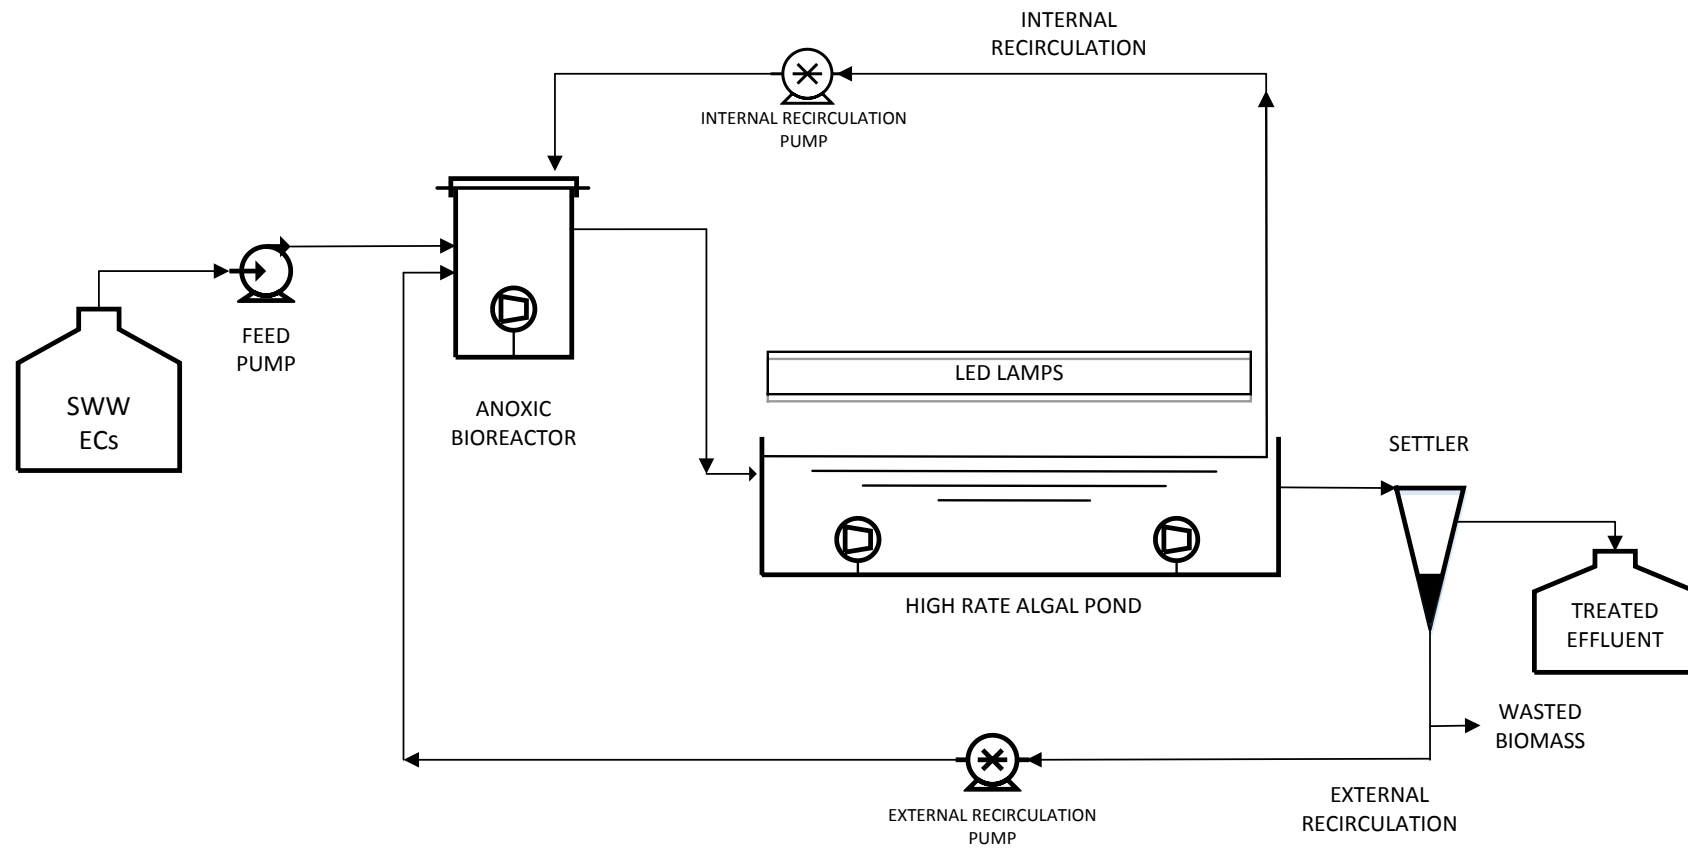 INTERNAL
RECIRCULATION
INTERNAL RECIRCULATION
PUMP
FEED
PUMP
SWW
ECs
ANOXIC
BIOREACTOR
LED LAMPS
SETTLER
HIGH RATE ALGAL POND
TREATED
EFFLUENT
WASTED
BIOMASS
EXTERNAL RECIRCULATION
PUMP
EXTERNAL
RECIRCULATION